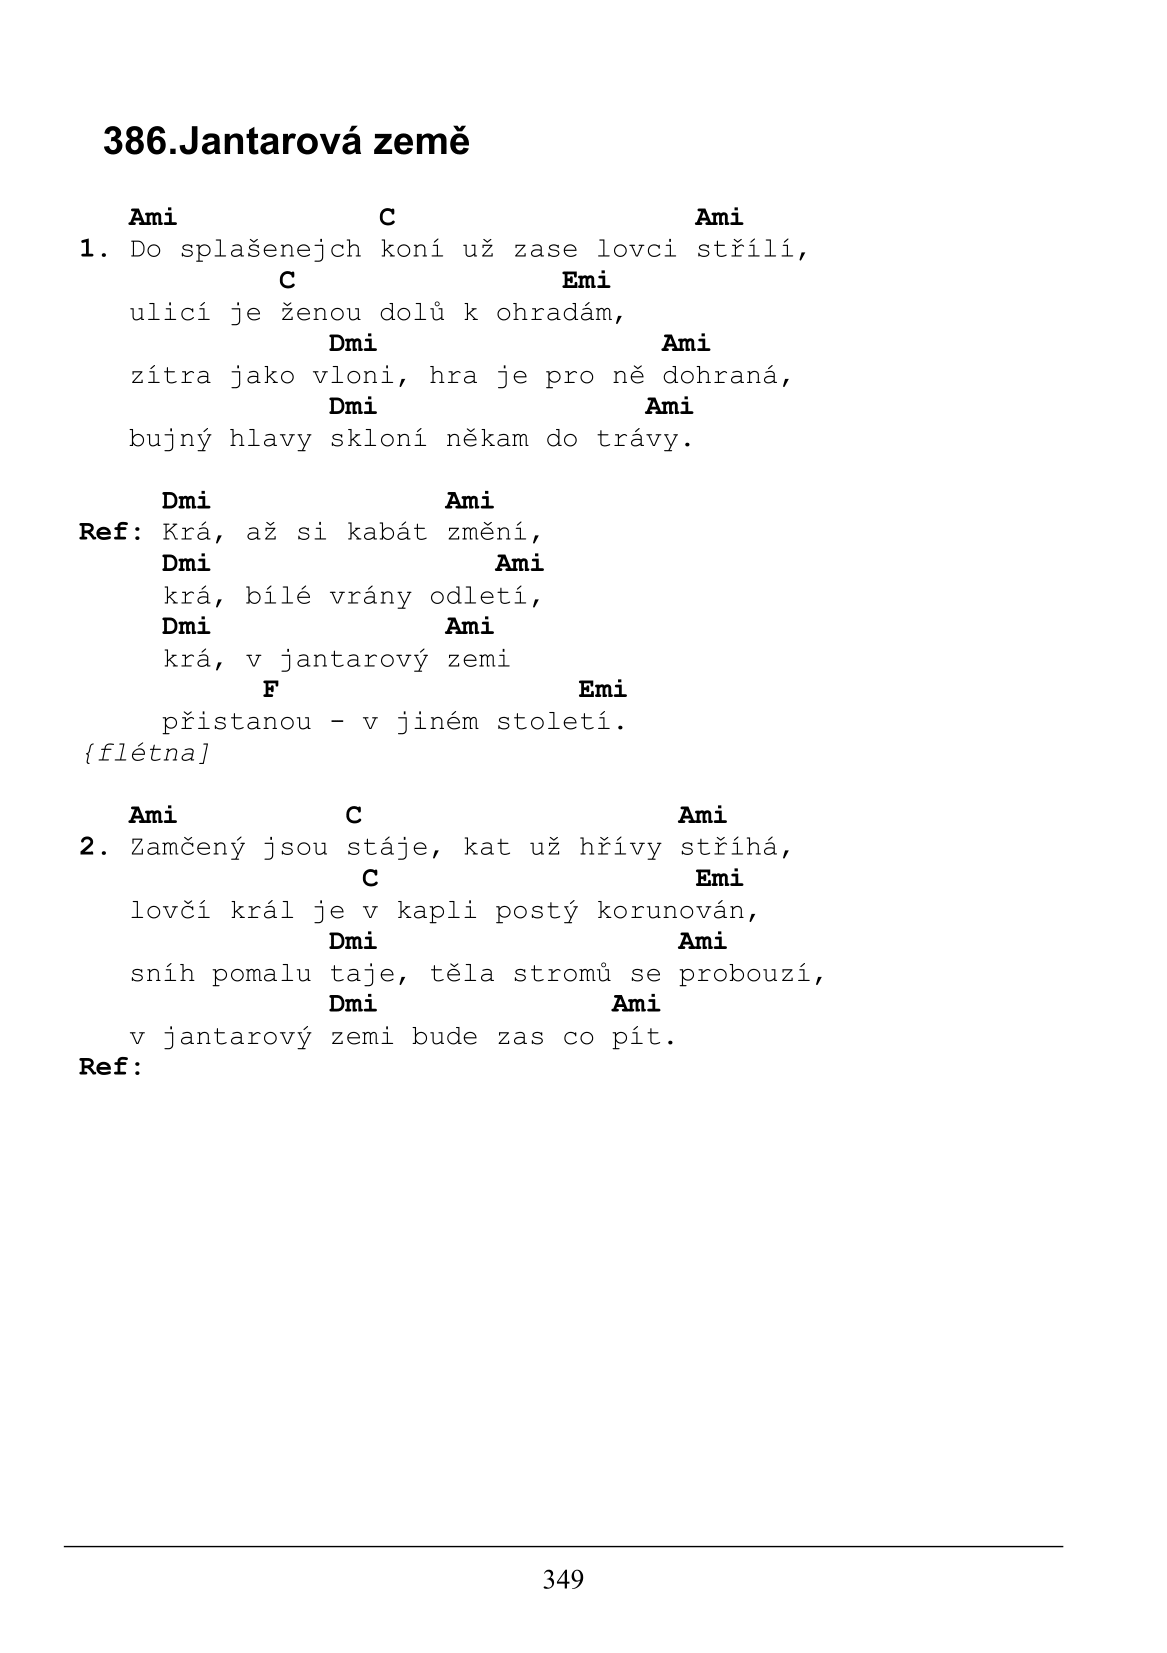 386.Jantarová země
Ami C Ami
1. Do splašenejch koní už zase lovci střílí,
C Emi
ulicí je ženou dolů k ohradám,
Dmi Ami
zítra jako vloni, hra je pro ně dohraná,
Dmi Ami
bujný hlavy skloní někam do trávy.
Dmi Ami
Ref: Krá, až si kabát změní,
Dmi Ami
krá, bílé vrány odletí,
Dmi Ami
krá, v jantarový zemi
F Emi
přistanou - v jiném století.
{flétna]
Ami C Ami
2. Zamčený jsou stáje, kat už hřívy stříhá,
C Emi
lovčí král je v kapli postý korunován,
Dmi Ami
sníh pomalu taje, těla stromů se probouzí,
Dmi Ami
v jantarový zemi bude zas co pít.
Ref:
349